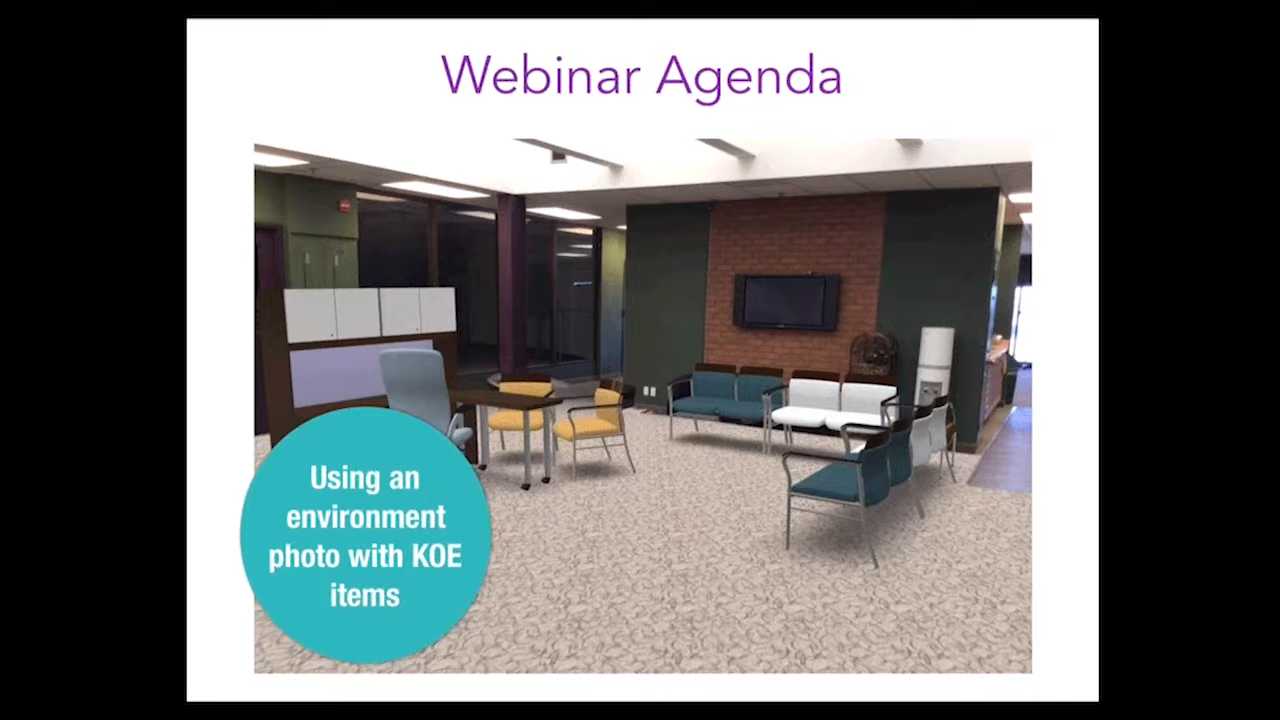 Webinar Agenda
Using an
environment
photo with KOE
items